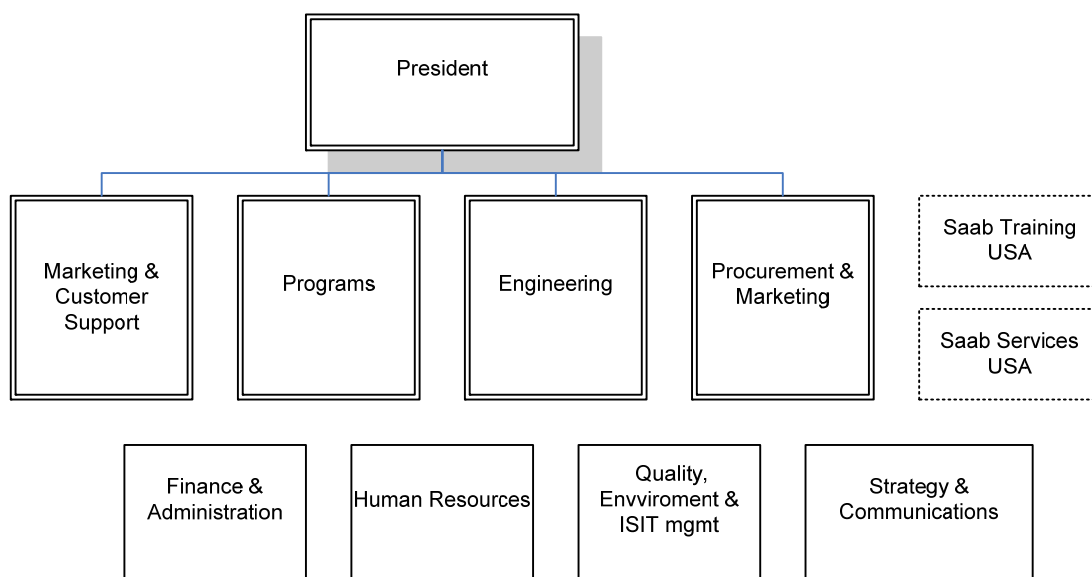 President
Marketing &
Customer
Support
Programs
Engineering
Procurement &
Marketing
Saab Training
USA
Saab Services
USA
Finance &
Administration
Human Resources
Quality,
Envviroment &
ISIT mgmt
Strategy &
Communications